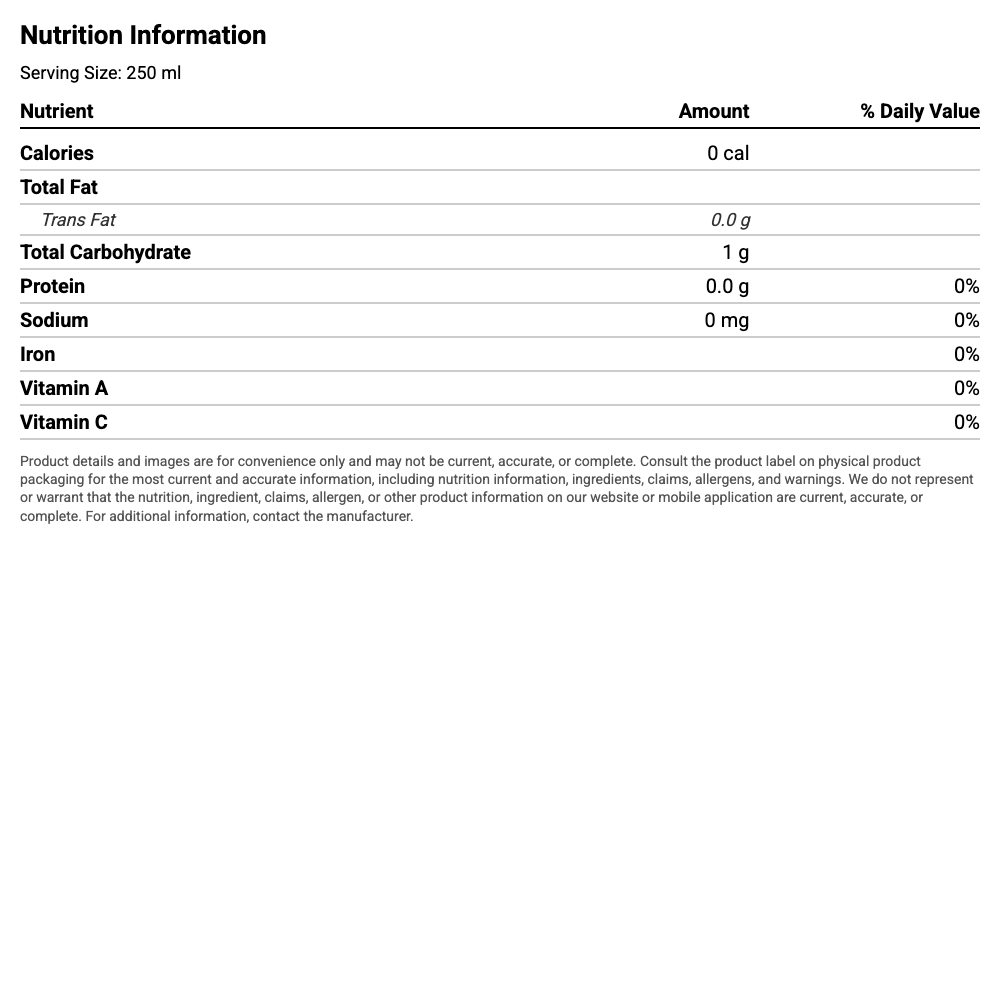 Nutrition Information
Serving Size: 250 ml
Nutrient Amount % Daily Value
Calories 0 cal
Total Fat
Trans Fat 0.0 g
Total Carbohydrate 1 g
Protein 0.0 g 0%
Sodium 0 mg 0%
Iron 0%
Vitamin A 0%
Vitamin C 0%
Product details and images are for convenience only and may not be current, accurate, or complete. Consult the product label on physical product
packaging for the most current and accurate information, including nutrition information, ingredients, claims, allergens, and warnings. We do not represent
or warrant that the nutrition, ingredient, claims, allergen, or other product information on our website or mobile application are current, accurate, or
complete. For additional information, contact the manufacturer.